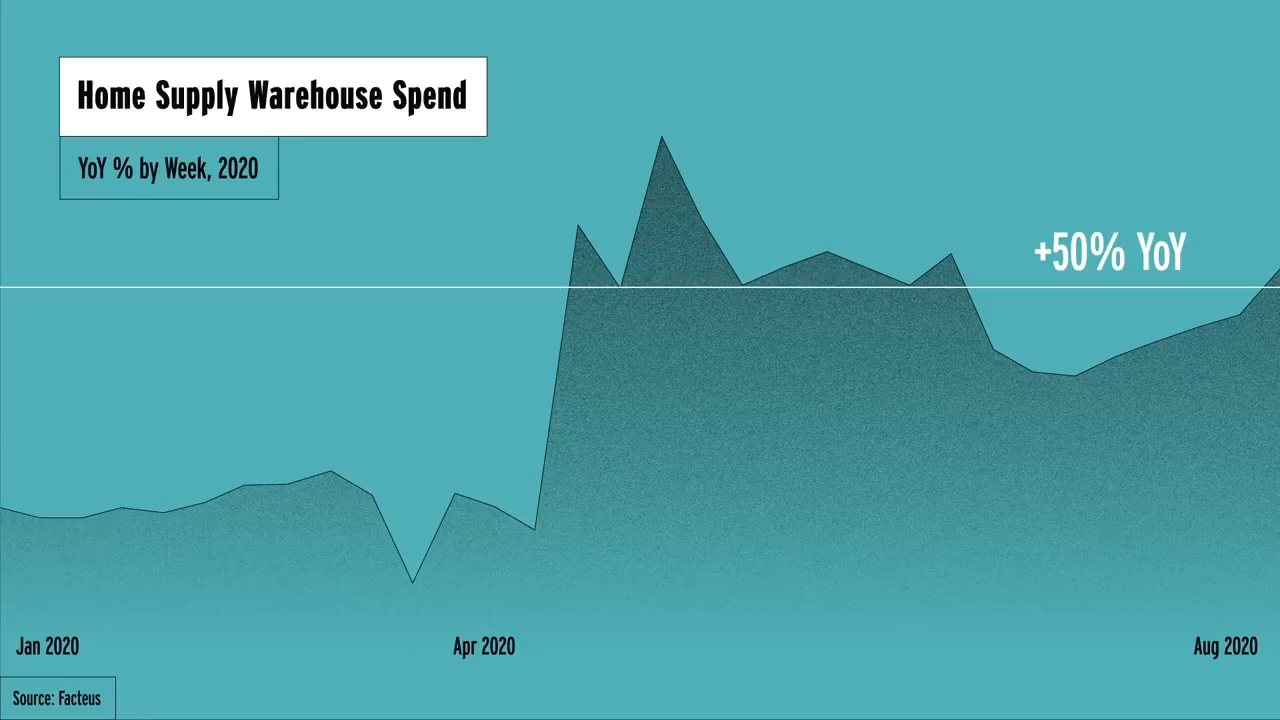 Home Supply Warehouse Spend
YoY % by Week, 2020
+50% YoY
Jan 2020
Apr 2020
Aug 2020
Source: Facteus